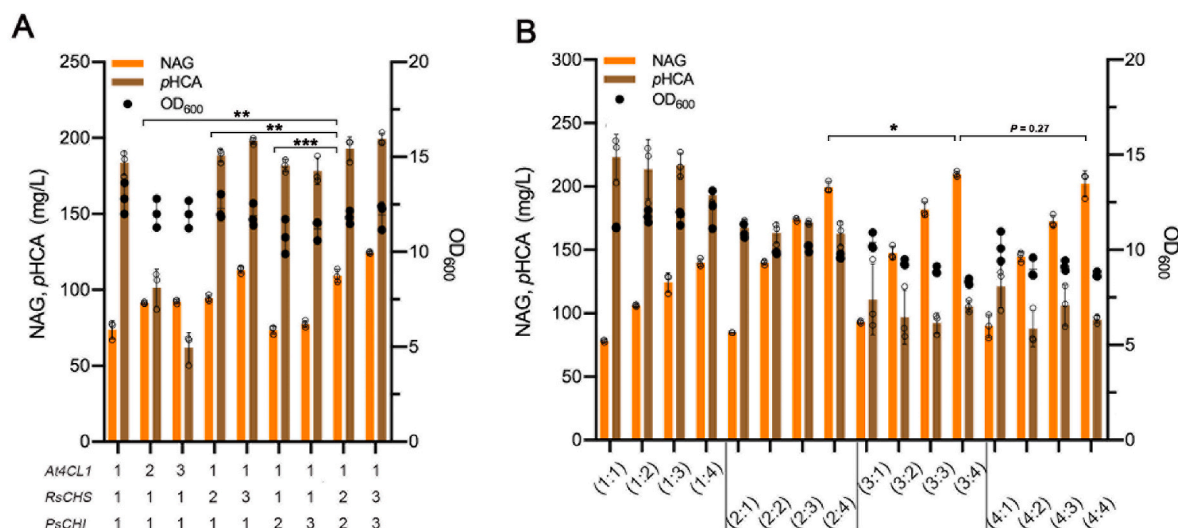 A
NAG
pHCA
OD600
NAG, pHCA (mg/L)
250
200
150
100
50
0
20
15
10
5
0
OD600
**
**
***
At4CL1 1 2 3 1 1 1 1 1 1
RsCHS 1 1 1 2 3 1 1 2 3
PsCHI 1 1 1 1 1 2 3 2 3
B
NAG
pHCA
OD600
NAG, pHCA (mg/L)
300
250
200
150
100
50
0
20
15
10
5
0
OD600
*
P = 0.27
(1:1) (1:2) (1:3) (1:4) (2:1) (2:2) (2:3) (2:4) (3:1) (3:2) (3:3) (3:4) (4:1) (4:2) (4:3) (4:4)